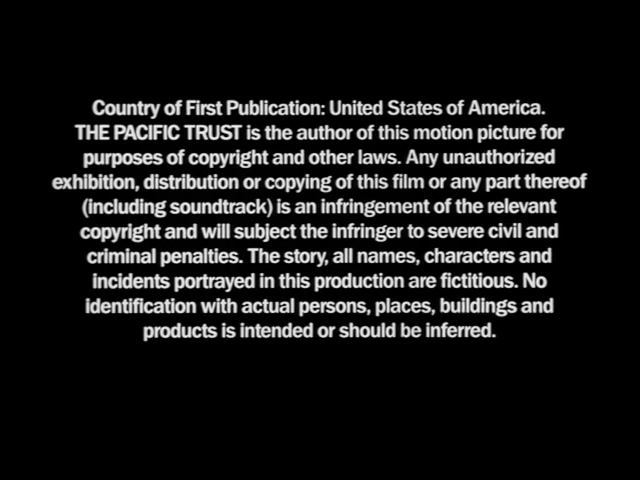 Country of First Publication: United States of America.
THE PACIFIC TRUST is the author of this motion picture for
purposes of copyright and other laws. Any unauthorized
exhibition, distribution or copying of this film or any part thereof
(including soundtrack) is an infringement of the relevant
copyright and will subject the infringer to severe civil and
criminal penalties. The story, all names, characters and
incidents portrayed in this production are fictitious. No
identification with actual persons, places, buildings and
products is intended or should be inferred.